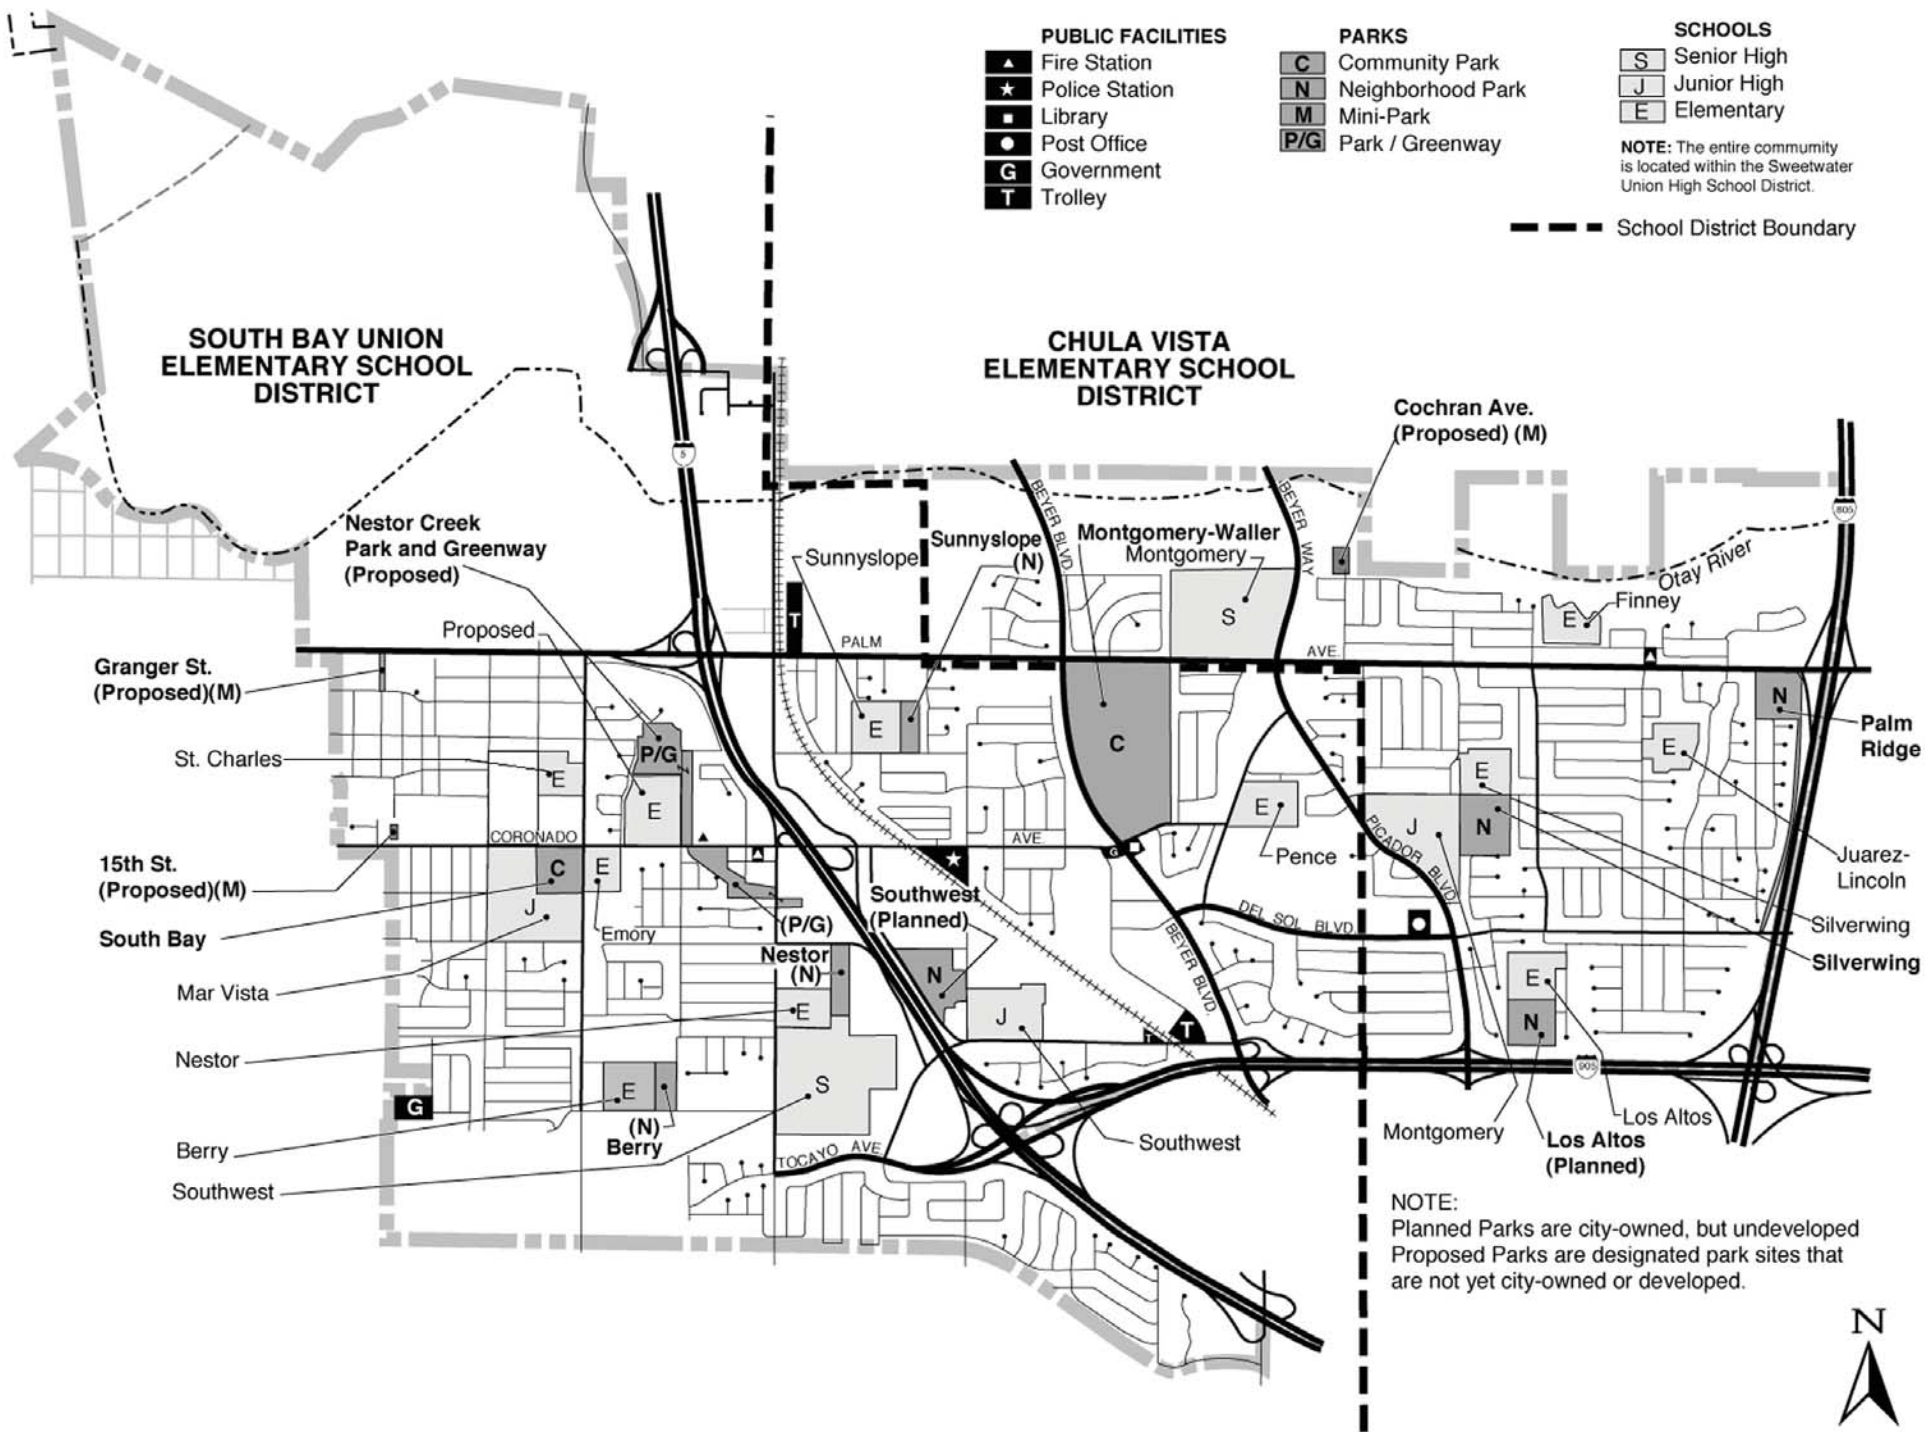 PUBLIC FACILITIES
Fire Station
Police Station
Library
Post Office
G Government
T Trolley
PARKS
C Community Park
N Neighborhood Park
M Mini-Park
P/G Park / Greenway
SCHOOLS
S Senior High
J Junior High
E Elementary
NOTE: The entire commumity
is located within the Sweetwater
Union High School District.
School District Boundary
SOUTH BAY UNION
ELEMENTARY SCHOOL
DISTRICT
CHULA VISTA
ELEMENTARY SCHOOL
DISTRICT
Cochran Ave.
(Proposed) (M)
5
805
Nestor Creek
Park and Greenway
(Proposed)
Sunnyslope
Sunnyslope
(N)
BEYER BLVD.
Montgomery-Waller
Montgomery
BEYER WAY
Otay River
Finney
E
T
S
Proposed
PALM
AVE.
Granger St.
(Proposed)(M)
N
Palm
Ridge
P/G
E
C
E
St. Charles
E
E
E
E
N
J
PICADOR BLVD.
CORONADO
AVE.
G
15th St.
(Proposed)(M)
C
E
Pence
Juarez-
Lincoln
Southwest
(Planned)
J
South Bay
Emory
(P/G)
DEL SOL BLVD.
Silverwing
Silverwing
Mar Vista
Nestor
(N)
N
BEYER BLVD.
E
E
J
T
T
N
Nestor
905
S
E
G
(N)
Berry
Berry
Southwest
TOCAYO AVE.
Southwest
Montgomery
Los Altos
Los Altos
(Planned)
NOTE:
Planned Parks are city-owned, but undeveloped
Proposed Parks are designated park sites that
are not yet city-owned or developed.
N